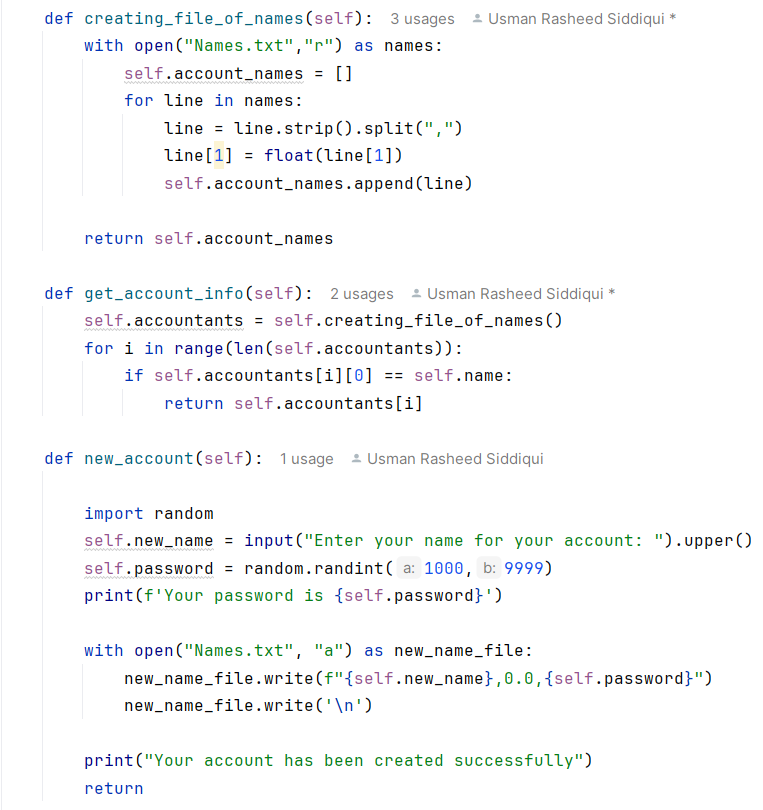 def creating_file_of_names(self): 3 usages Usman Rasheed Siddiqui *
    with open("Names.txt","r") as names:
        self.account_names = []
        for line in names:
            line = line.strip().split(",")
            line[1] = float(line[1])
            self.account_names.append(line)

    return self.account_names

def get_account_info(self): 2 usages Usman Rasheed Siddiqui *
    self.accountants = self.creating_file_of_names()
    for i in range(len(self.accountants)):
        if self.accountants[i][0] == self.name:
            return self.accountants[i]

def new_account(self): 1 usage Usman Rasheed Siddiqui

    import random
    self.new_name = input("Enter your name for your account: ").upper()
    self.password = random.randint( a: 1000, b: 9999)
    print(f'Your password is {self.password}')

    with open("Names.txt", "a") as new_name_file:
        new_name_file.write(f"{self.new_name},0.0,{self.password}")
        new_name_file.write('\n')

    print("Your account has been created successfully")
    return